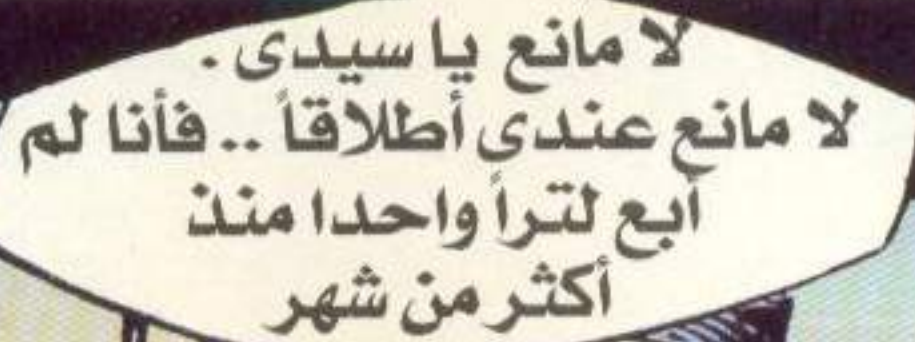 لا مانع يا سيدى .
لا مانع عندى أطلاقاً .. فأنا لم
أبع لتراً واحدا منذ
أكثر من شهر